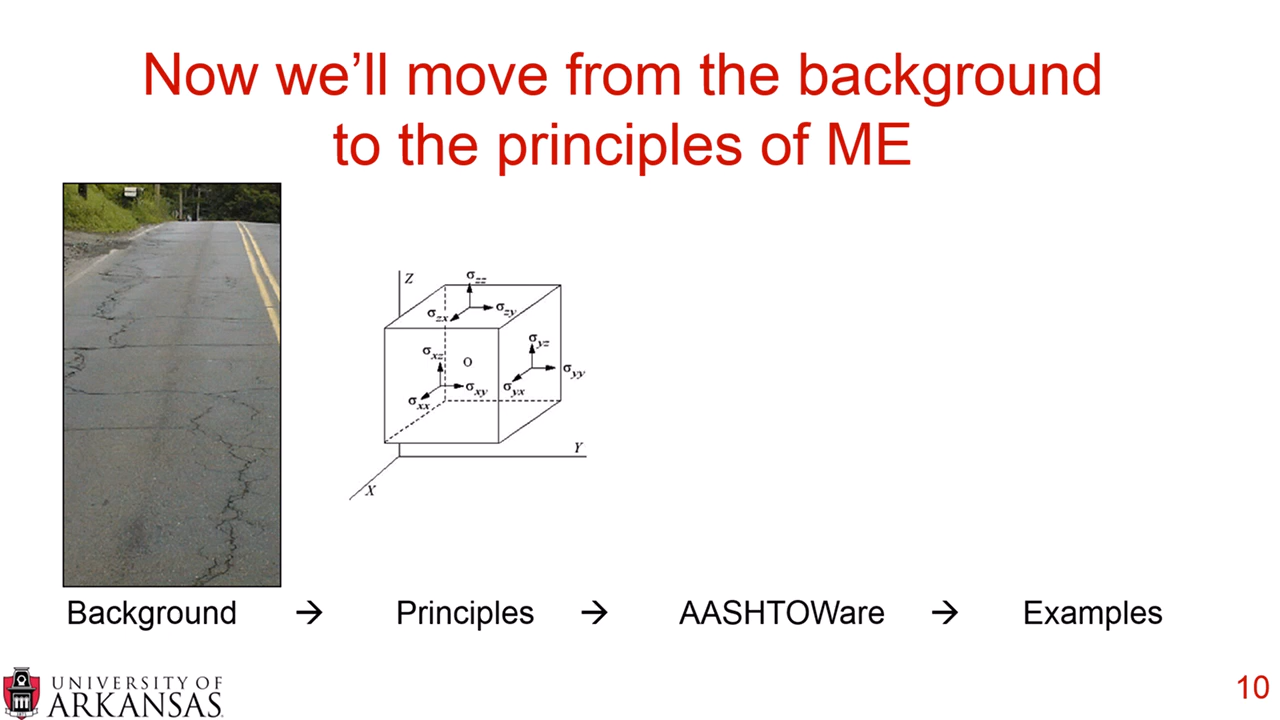 Now we’ll move from the background
to the principles of ME
Z
σzz
σzx
σzy
σxz
O
σyz
σyy
σxx
σxy
σyx
Y
X
Background → Principles → AASHTOWare → Examples
UNIVERSITY OF
ARKANSAS
10